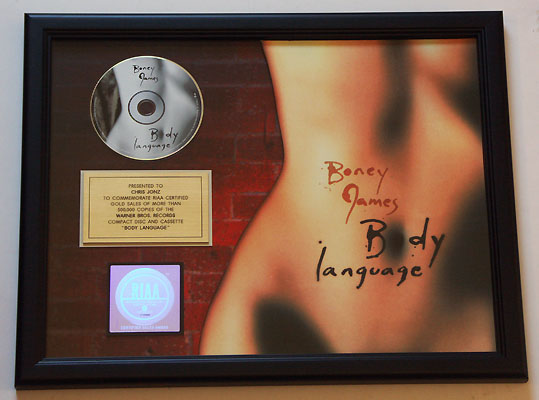 Boney
James
Body
language
PRESENTED TO
CHRIS JONZ
TO COMMEMORATE RIAA CERTIFIED
GOLD SALES OF MORE THAN
500,000 COPIES OF THE
WARNER BROS. RECORDS
COMPACT DISC AND CASSETTE
"BODY LANGUAGE"
RIAA
Boney
James
Body
language